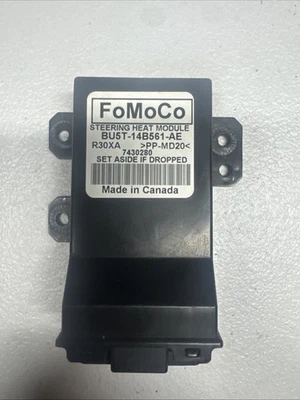 FoMoCo
STEERING HEAT MODULE
BU5T-14B561-AE
R30XA >PP-MD20<
7430280
SET ASIDE IF DROPPED
Made in Canada